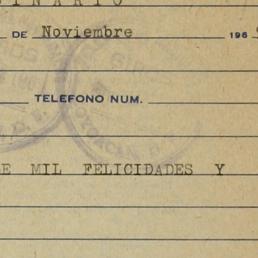 I N A R I O
DE Noviembre 196
TELEFONO NUM.
E MIL FELICIDADES Y